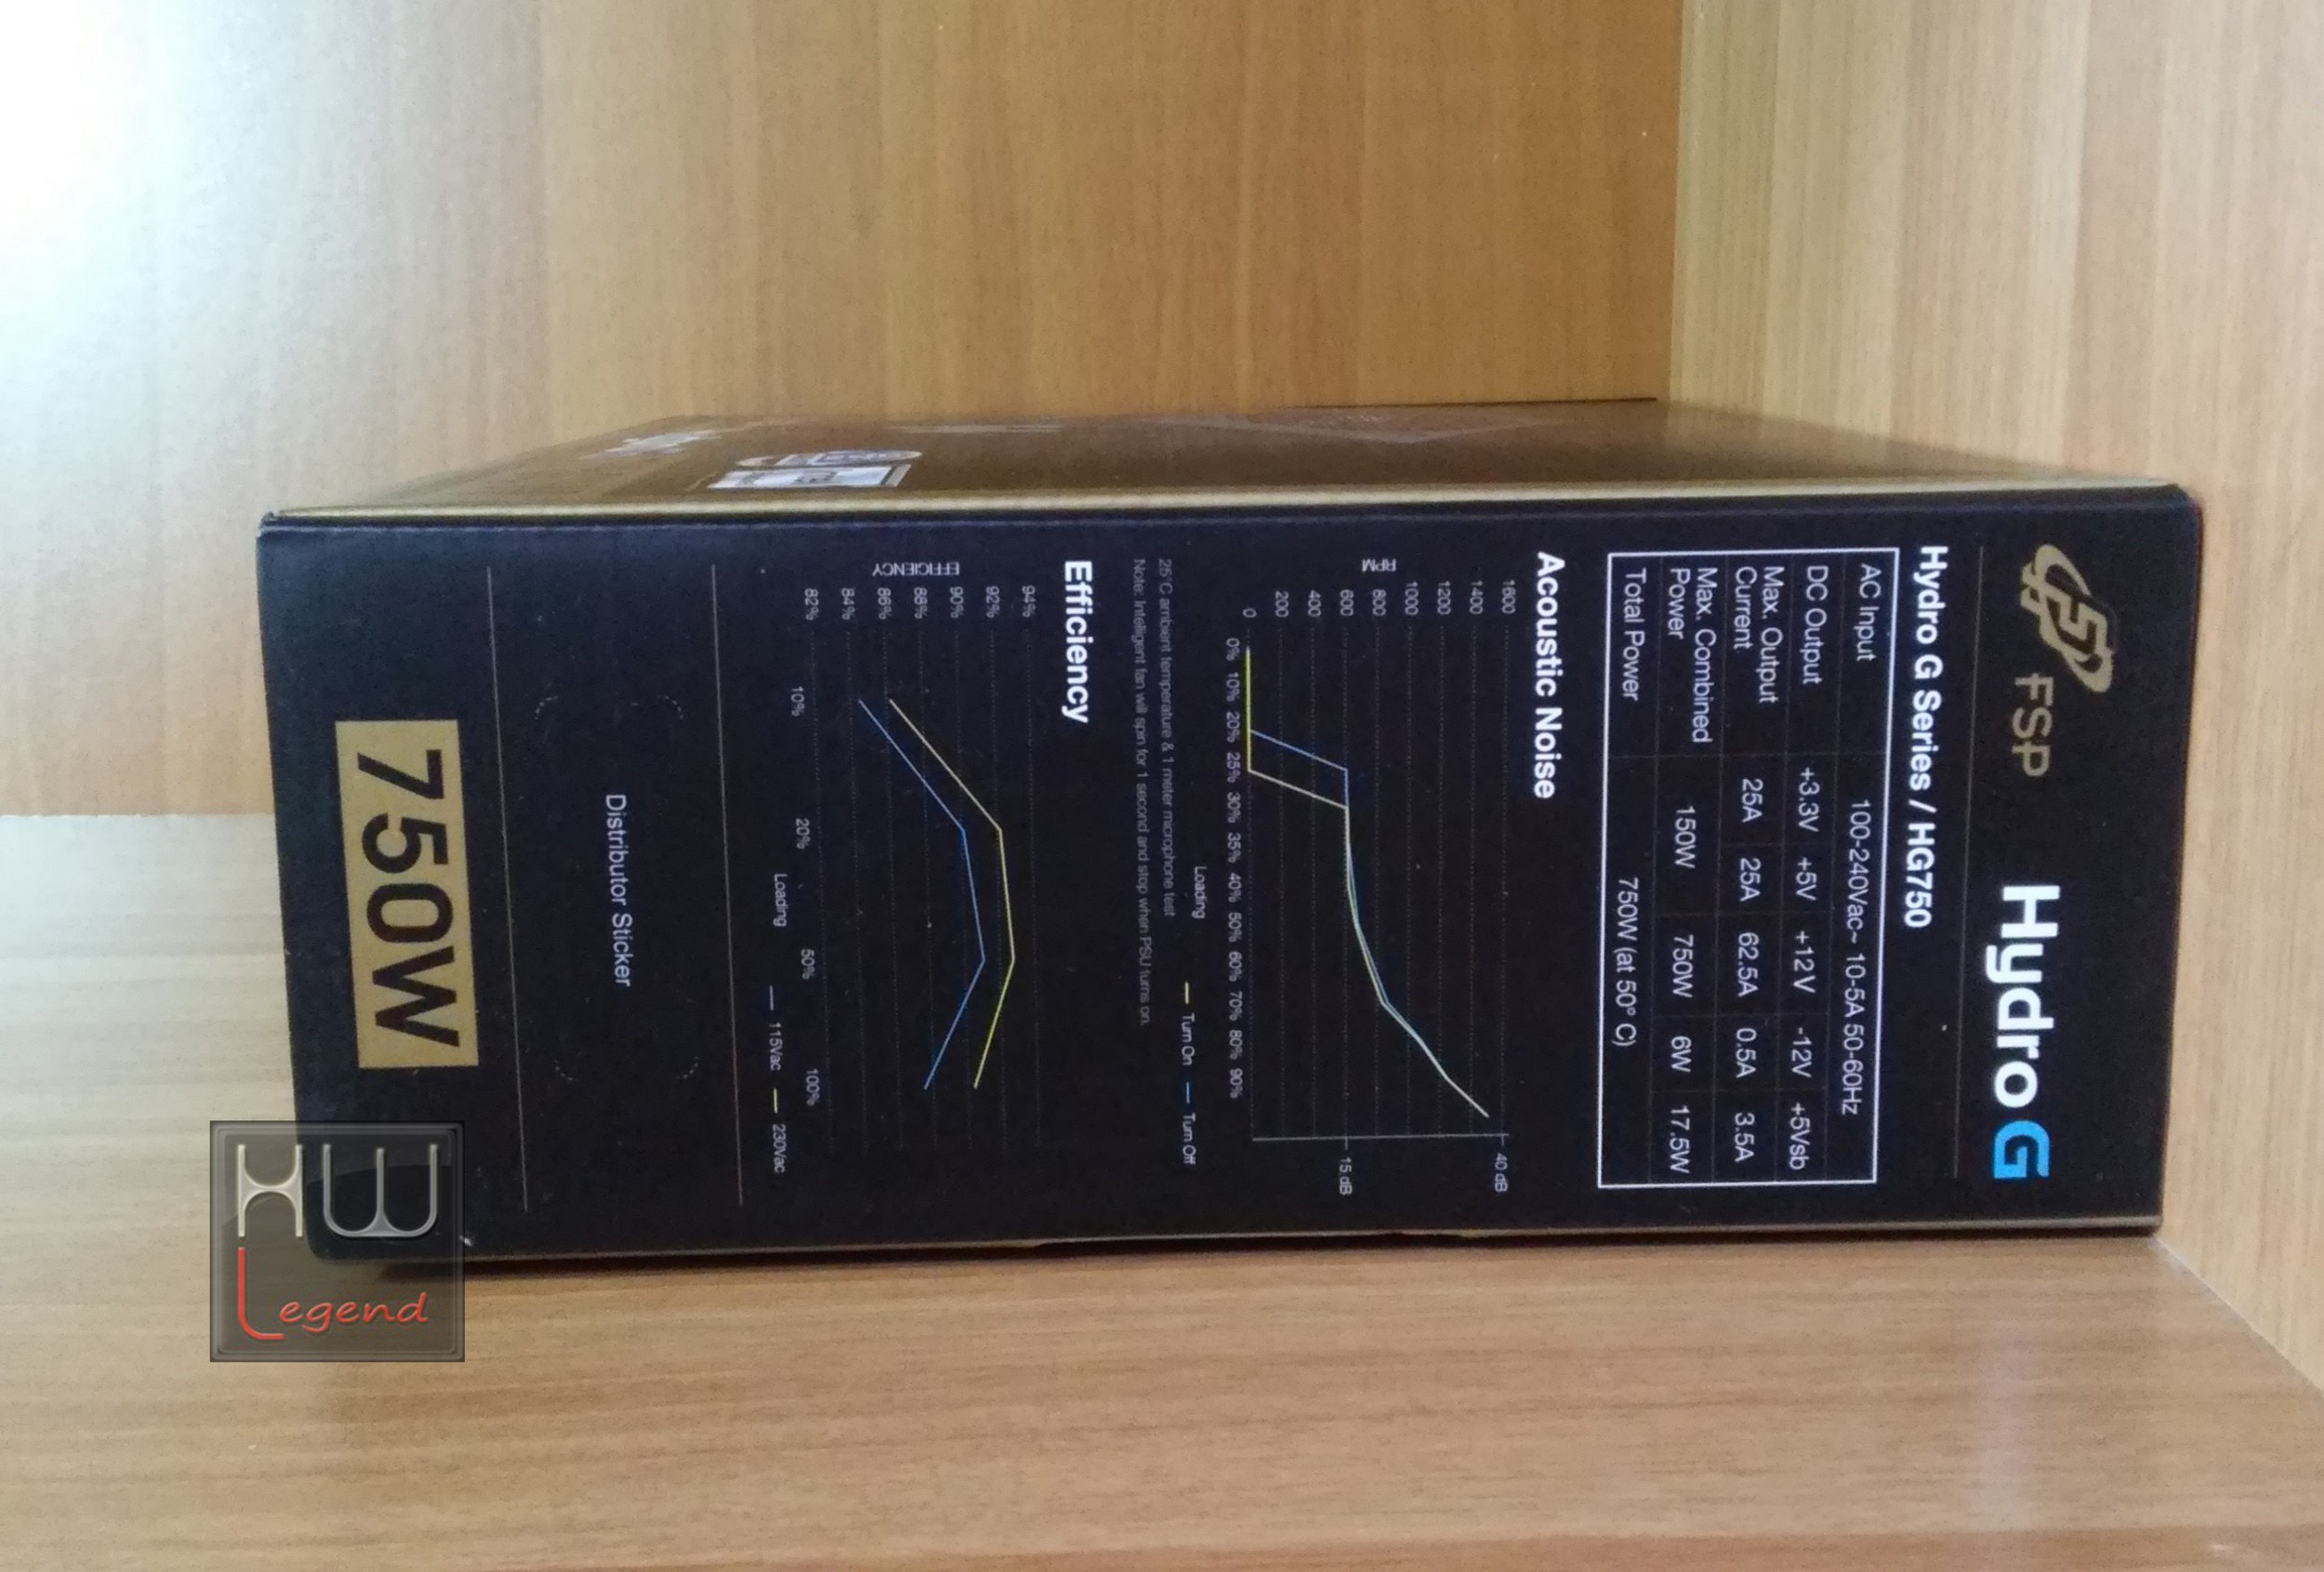 FSP
Hydro G
Hydro G Series / HG750
AC Input 100-240Vac~ 10-5A 50-60Hz
DC Output +3.3V +5V +12V -12V +5Vsb
Max. Output Current 25A 25A 62.5A 0.5A 3.5A
Max. Combined Power 150W 750W 6W 17.5W
Total Power 750W (at 50° C)
Acoustic Noise
1600
1400
1200
1000
800
600
400
200
0
RPM
40 dB
15 dB
0% 10% 20% 25% 30% 35% 40% 50% 60% 70% 80% 90%
Loading
Turn On Turn Off
25°C ambient temperature & 1 meter microphone test
Note: Intelligent fan will spin for 1 second and stop when PSU turns on.
Efficiency
94%
92%
90%
88%
86%
84%
82%
EFFICIENCY
10% 20% 50% 100%
Loading
115Vac 230Vac
Distributor Sticker
750W
HW
Legend